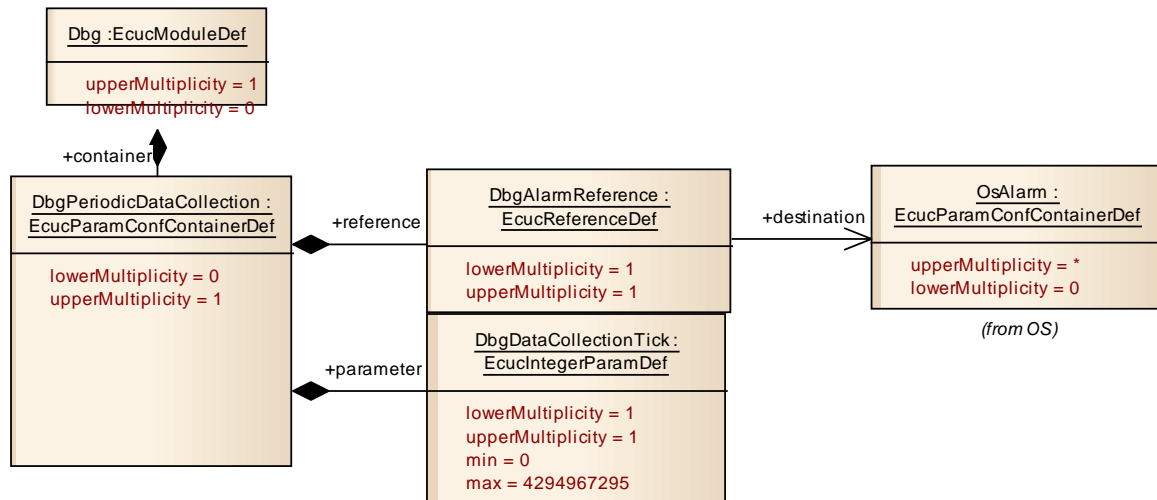 Dbg :EcucModuleDef
upperMultiplicity = 1
lowerMultiplicity = 0
+container
DbgPeriodicDataCollection :
EcucParamConfContainerDef
lowerMultiplicity = 0
upperMultiplicity = 1
+reference
DbgAlarmReference :
EcucReferenceDef
lowerMultiplicity = 1
upperMultiplicity = 1
+destination
OsAlarm :
EcucParamConfContainerDef
upperMultiplicity = *
lowerMultiplicity = 0
(from OS)
+parameter
DbgDataCollectionTick :
EcucIntegerParamDef
lowerMultiplicity = 1
upperMultiplicity = 1
min = 0
max = 4294967295